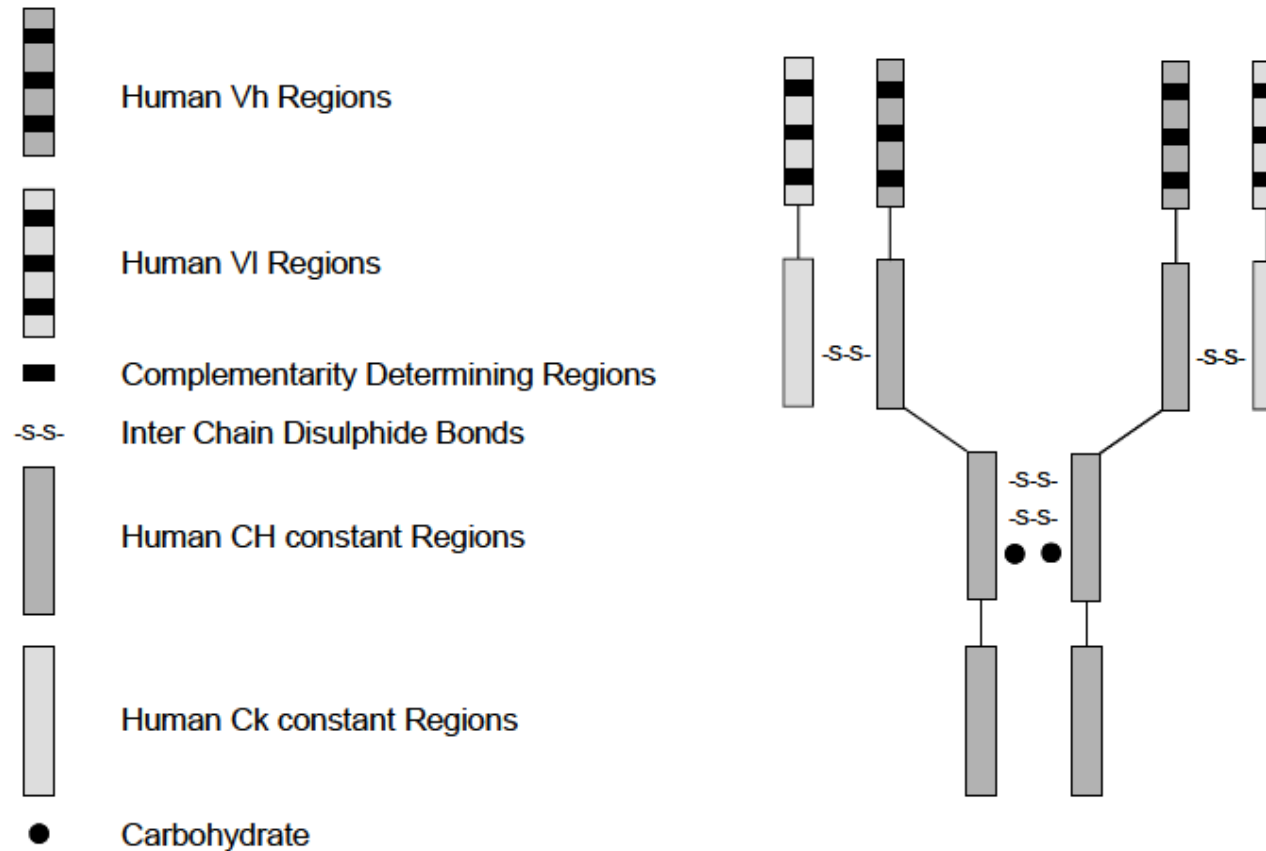 Human Vh Regions
Human Vl Regions
Complementarity Determining Regions
-s-s- Inter Chain Disulphide Bonds
Human CH constant Regions
Human Ck constant Regions
Carbohydrate
-S-S-
-S-S-
-S-S-
-S-S-